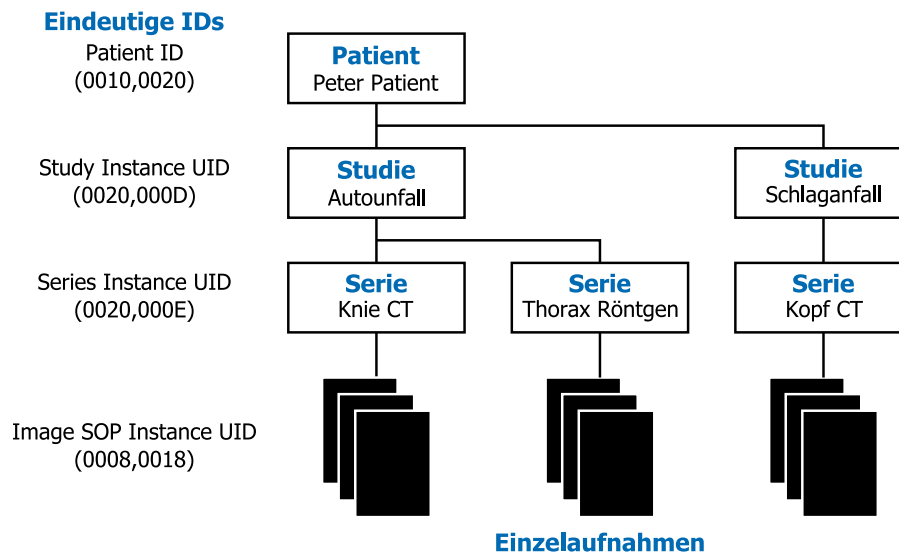 Eindeutige IDs
Patient ID
(0010,0020)
Patient
Peter Patient
Study Instance UID
(0020,000D)
Studie
Autounfall
Studie
Schlaganfall
Series Instance UID
(0020,000E)
Serie
Knie CT
Serie
Thorax Röntgen
Serie
Kopf CT
Image SOP Instance UID
(0008,0018)
Einzelaufnahmen